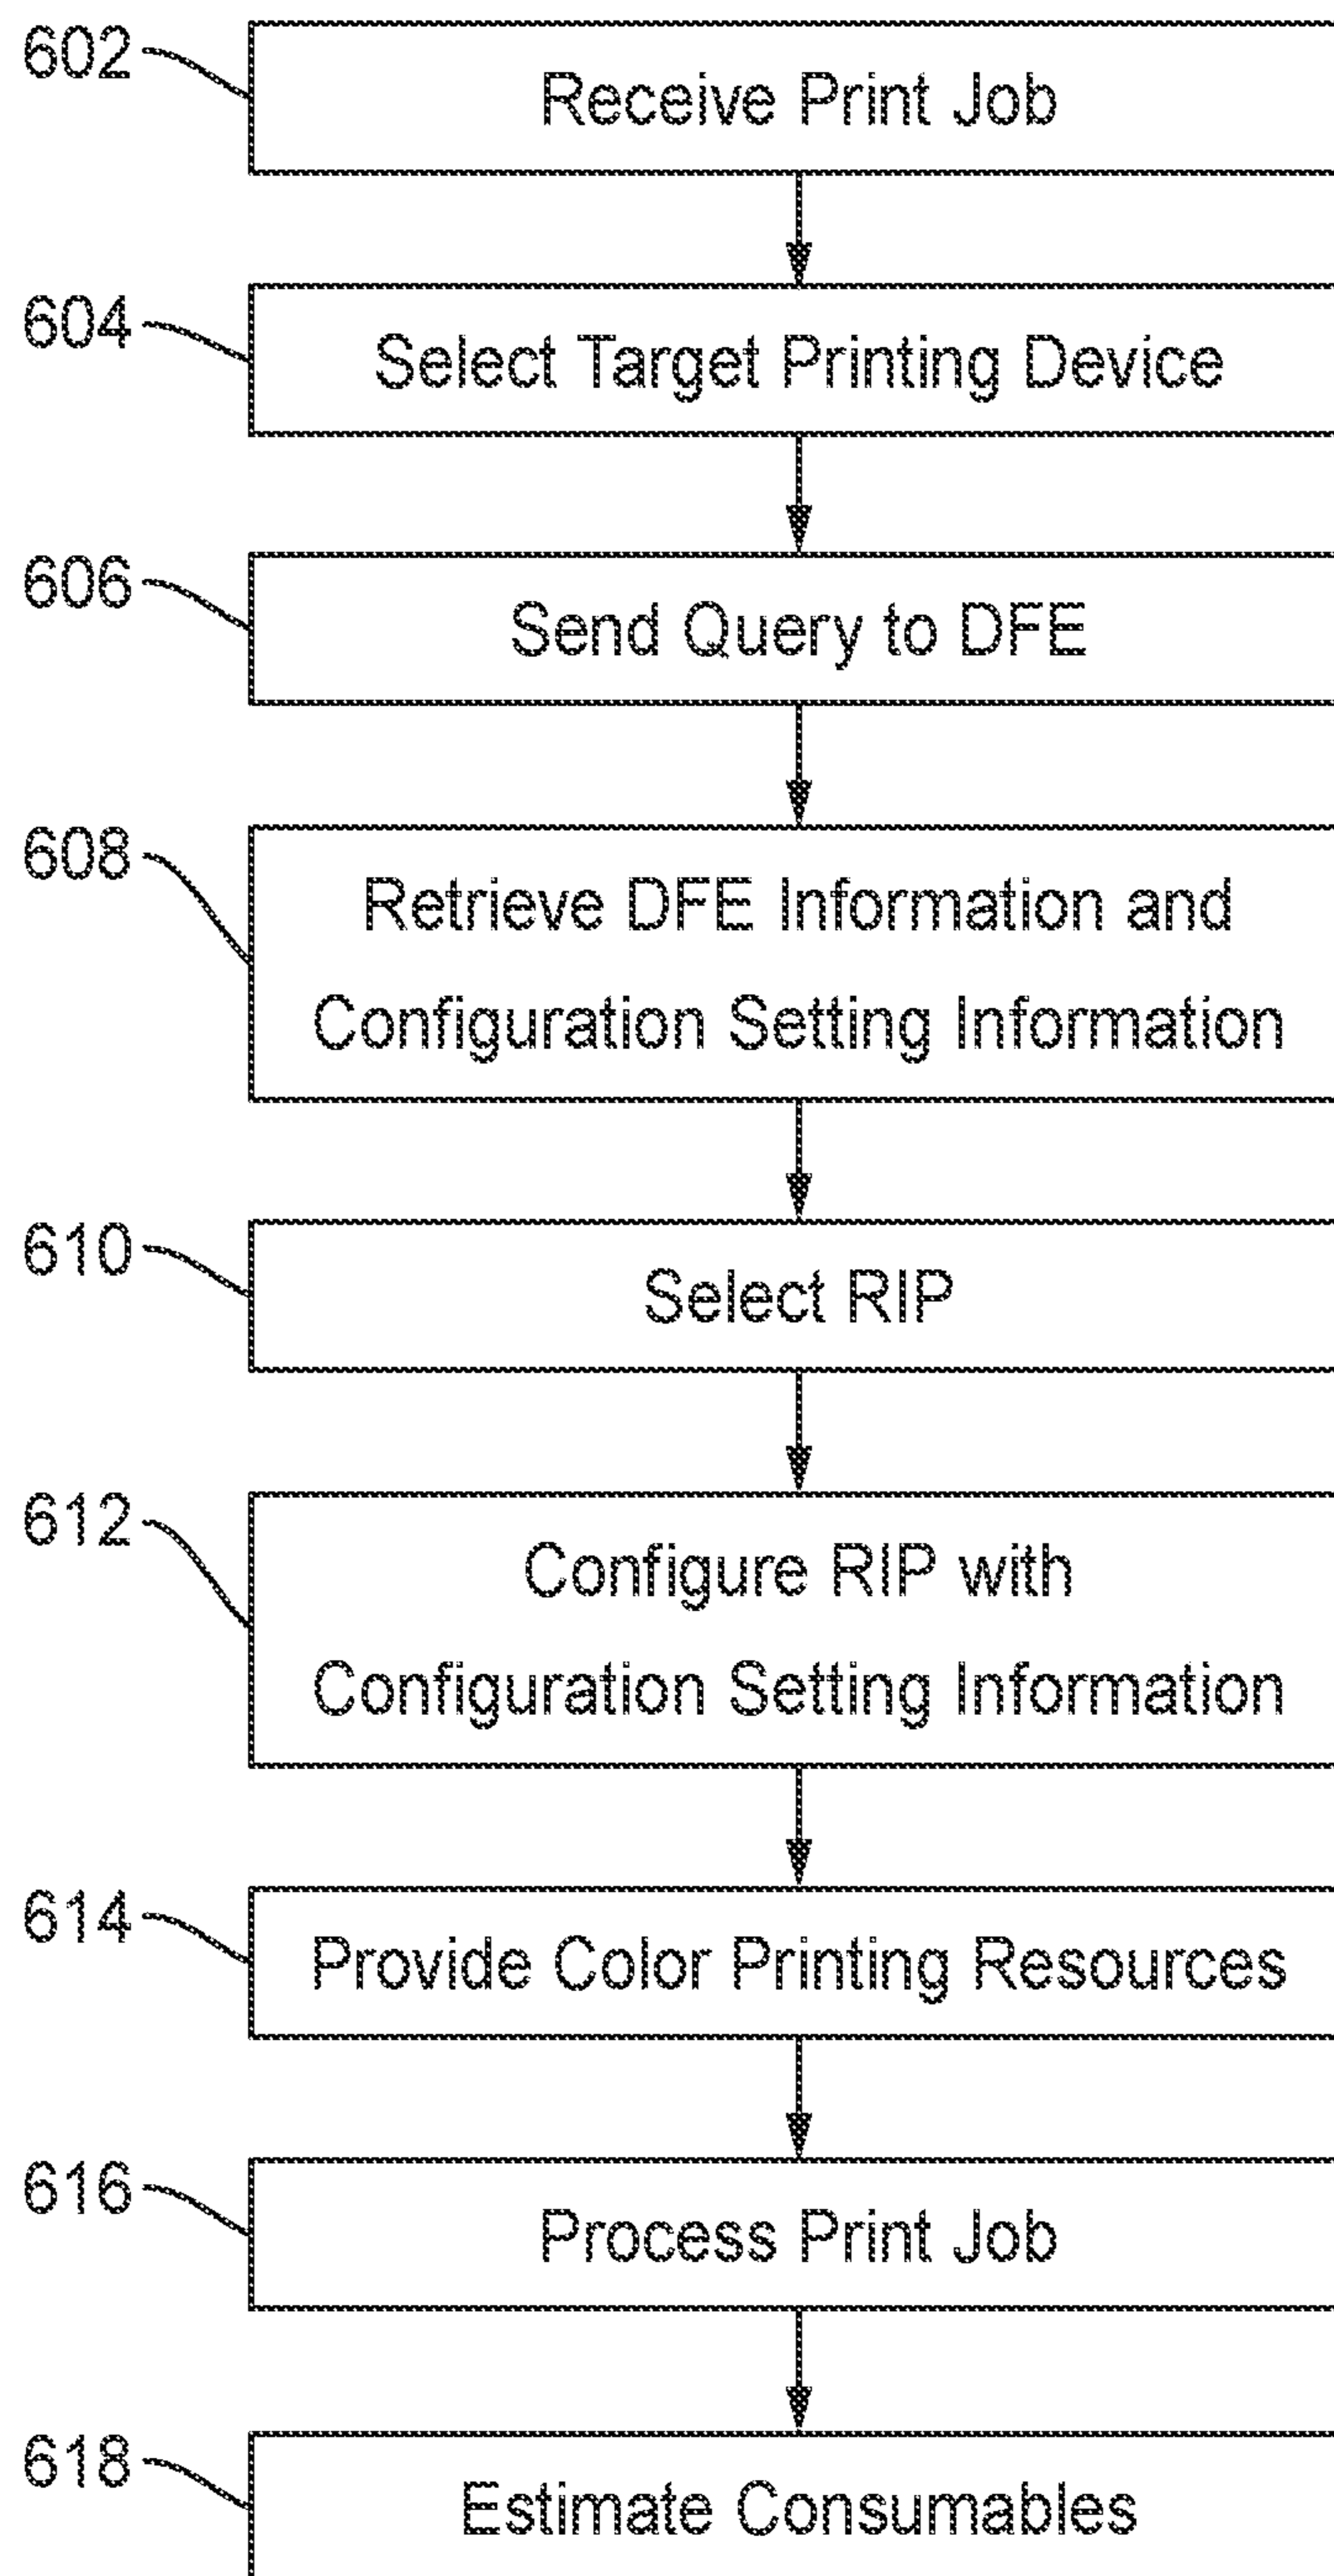 602
Receive Print Job
604
Select Target Printing Device
606
Send Query to DFE
608
Retrieve DFE Information and
Configuration Setting Information
610
Select RIP
612
Configure RIP with
Configuration Setting Information
614
Provide Color Printing Resources
616
Process Print Job
618
Estimate Consumables